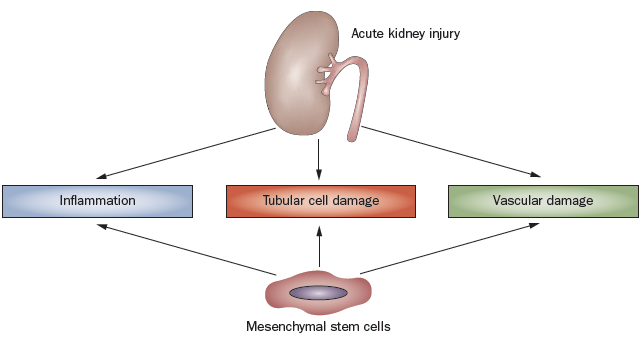 Acute kidney injury
Inflammation
Tubular cell damage
Vascular damage
Mesenchymal stem cells